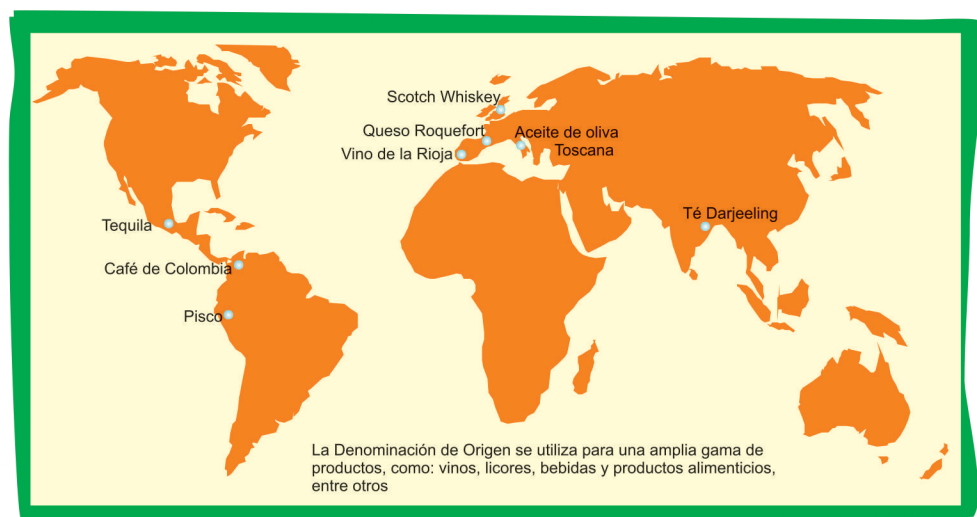 Scotch Whiskey
Queso Roquefort
Aceite de oliva
Toscana
Vino de la Rioja
Té Darjeeling
Tequila
Café de Colombia
Pisco
La Denominación de Origen se utiliza para una amplia gama de
productos, como: vinos, licores, bebidas y productos alimenticios,
entre otros